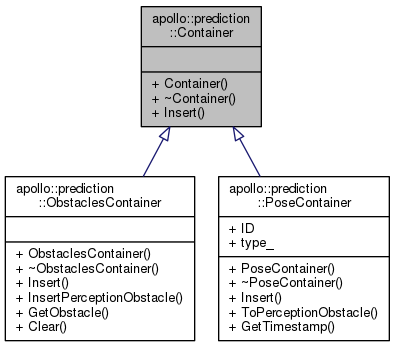 apollo::prediction
::Container
+ Container()
+ ~Container()
+ Insert()
apollo::prediction
::ObstaclesContainer
+ ObstaclesContainer()
+ ~ObstaclesContainer()
+ Insert()
+ InsertPerceptionObstacle()
+ GetObstacle()
+ Clear()
apollo::prediction
::PoseContainer
+ ID
+ type_
+ PoseContainer()
+ ~PoseContainer()
+ Insert()
+ ToPerceptionObstacle()
+ GetTimestamp()